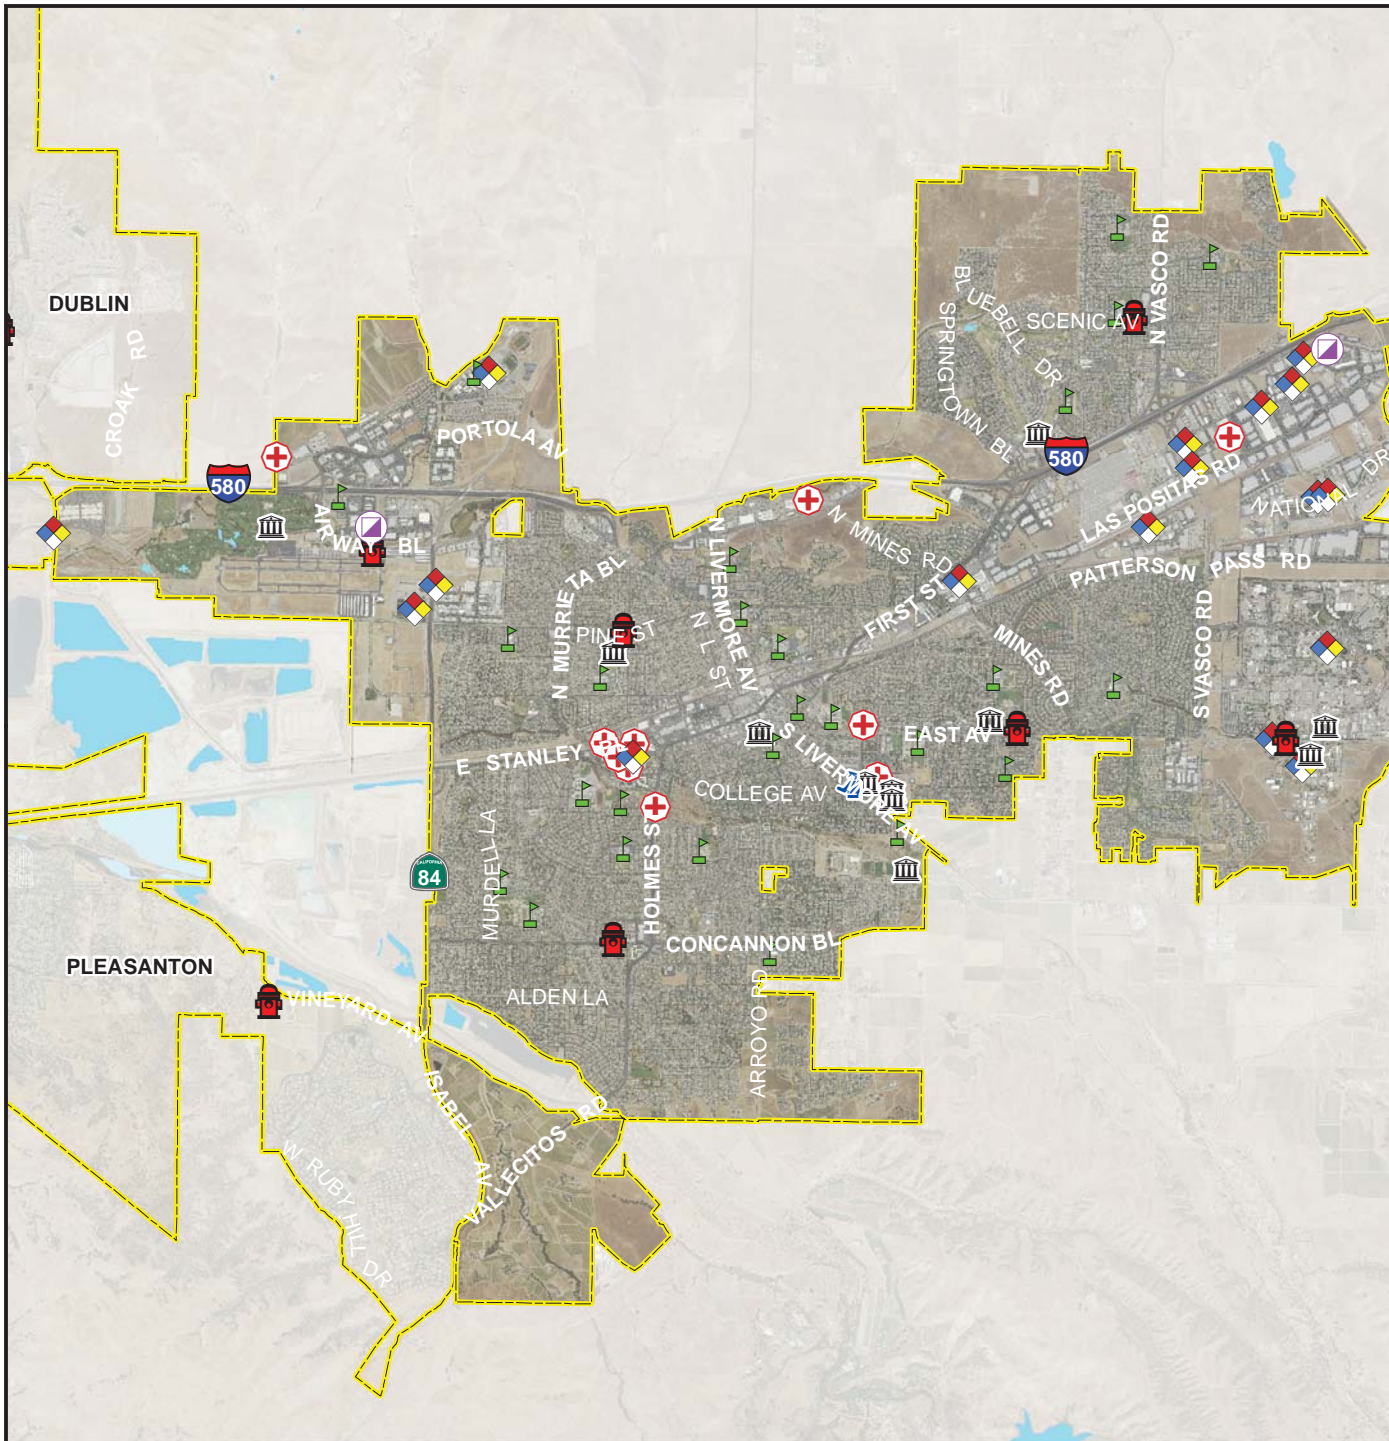 DUBLIN
CROAK RD
N VASCO RD
BLUEBELL DR
SCENIC AV
SPRINGTOWN BL
PORTOLA AV
580
580
LAS POSITAS RD
NATIONAL DR
AIRWAY BL
N MINES RD
N LIVERMORE AV
FIRST ST
PATTERSON PASS RD
N MURRIETA BL
PINE ST
N L ST
MINES RD
S VASCO RD
EAST AV
E STANLEY
S LIVERMORE AV
COLLEGE AV
MURDELL LA
HOLMES ST
CALIFORNIA
84
CONCANNON BL
PLEASANTON
VINEYARD AV
ALDEN LA
ARROYO RD
ISABEL AV
VALLECITOS RD
W RUBY HILL DR